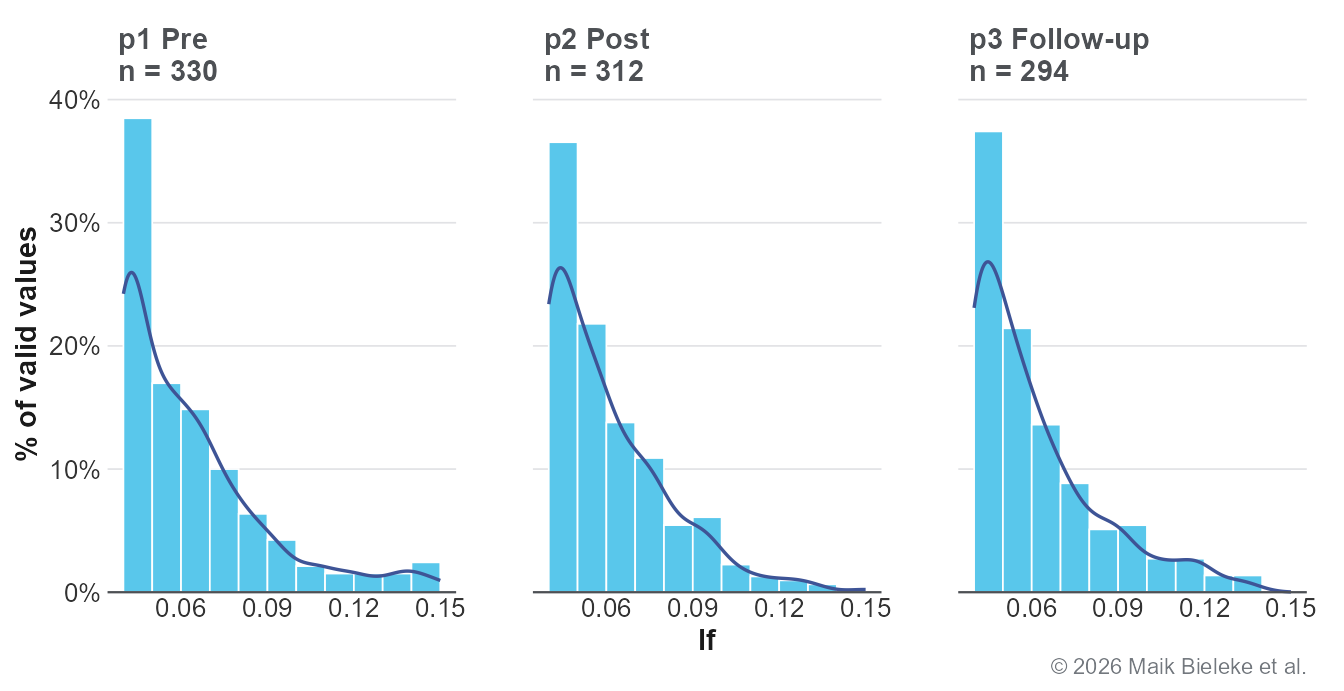 p1 Pre
n = 330
p2 Post
n = 312
p3 Follow-up
n = 294
% of valid values
40%
30%
20%
10%
0%
0.06 0.09 0.12 0.15
0.06 0.09 0.12 0.15
0.06 0.09 0.12 0.15
lf
© 2026 Maik Bieleke et al.